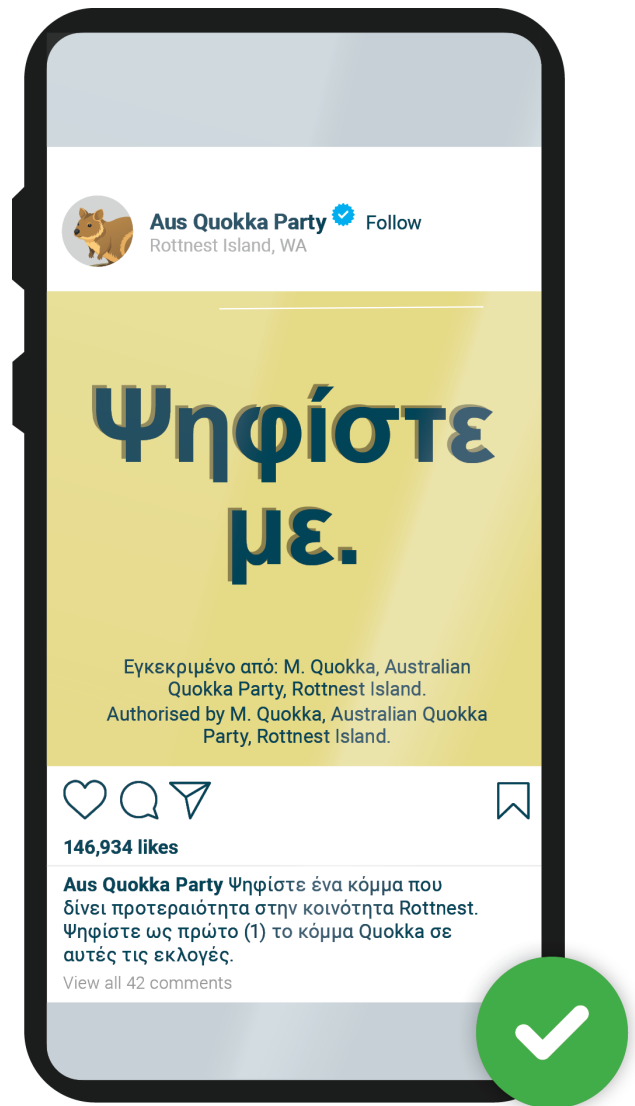 Aus Quokka Party Follow
Rottnest Island, WA
Ψηφίστε
με.
Εγκεκριμένο από: M. Quokka, Australian
Quokka Party, Rottnest Island.
Authorised by M. Quokka, Australian Quokka
Party, Rottnest Island.
146,934 likes
Aus Quokka Party Ψηφίστε ένα κόμμα που
δίνει προτεραιότητα στην κοινότητα Rottnest.
Ψηφίστε ως πρώτο (1) το κόμμα Quokka σε
αυτές τις εκλογές.
View all 42 comments